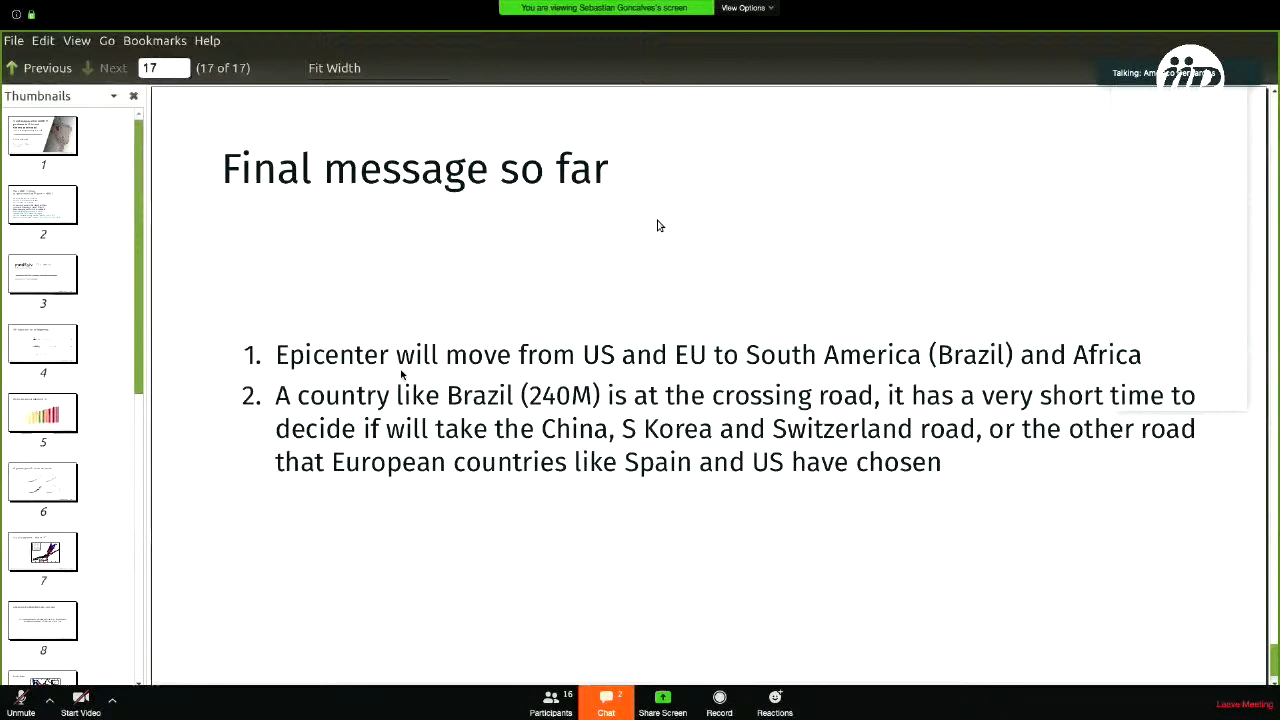 You are viewing Sebastian Goncalves's screen
View Options
File Edit View Go Bookmarks Help
Previous Next 17 (17 of 17) Fit Width
Talking:
iip
Thumbnails
1
2
3
4
5
6
7
8
Final message so far
1. Epicenter will move from US and EU to South America (Brazil) and Africa
2. A country like Brazil (240M) is at the crossing road, it has a very short time to
decide if will take the China, S Korea and Switzerland road, or the other road
that European countries like Spain and US have chosen
16
2
Unmute
Start Video
Participants
Chat
Share Screen
Record
Reactions
Leave Meeting